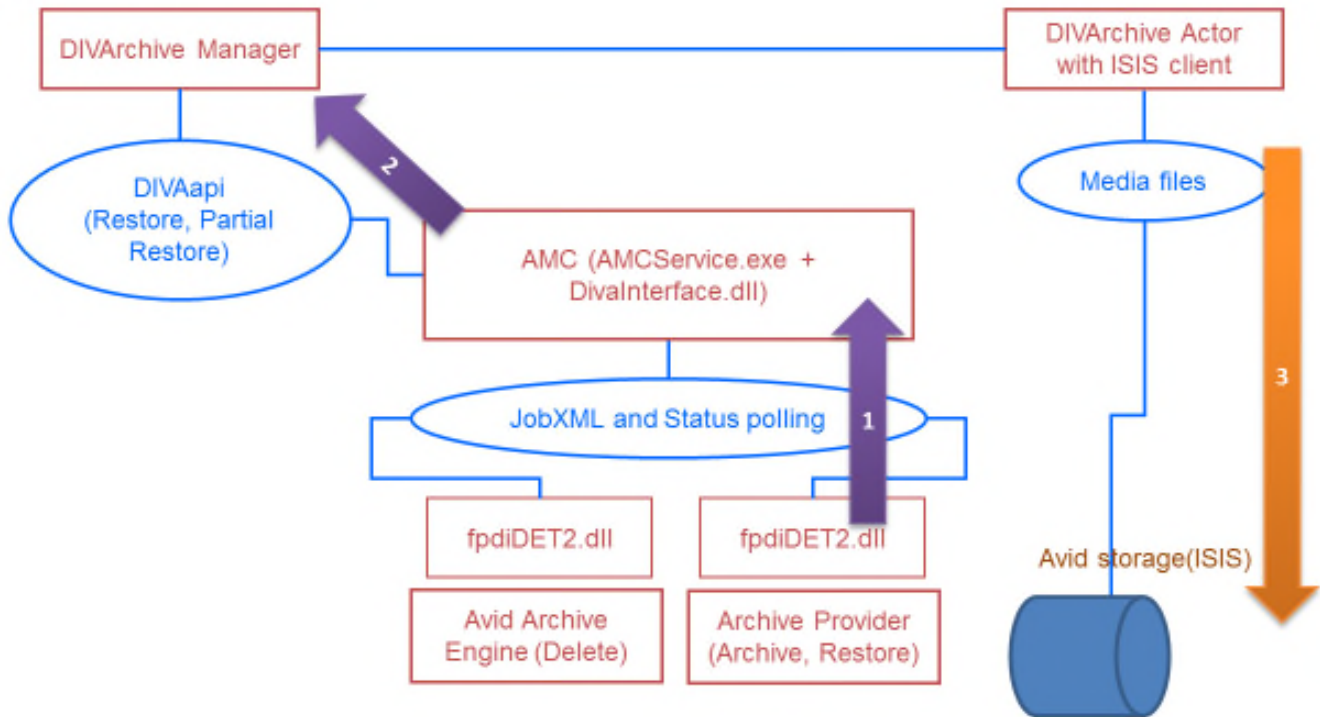 DIVArchive Manager
DIVArchive Actor
with ISIS client
2
DIVAapi
(Restore, Partial
Restore)
Media files
AMC (AMCService.exe +
DivaInterface.dll)
3
JobXML and Status polling
1
fpdiDET2.dll
fpdiDET2.dll
Avid storage(ISIS)
Avid Archive
Engine (Delete)
Archive Provider
(Archive, Restore)